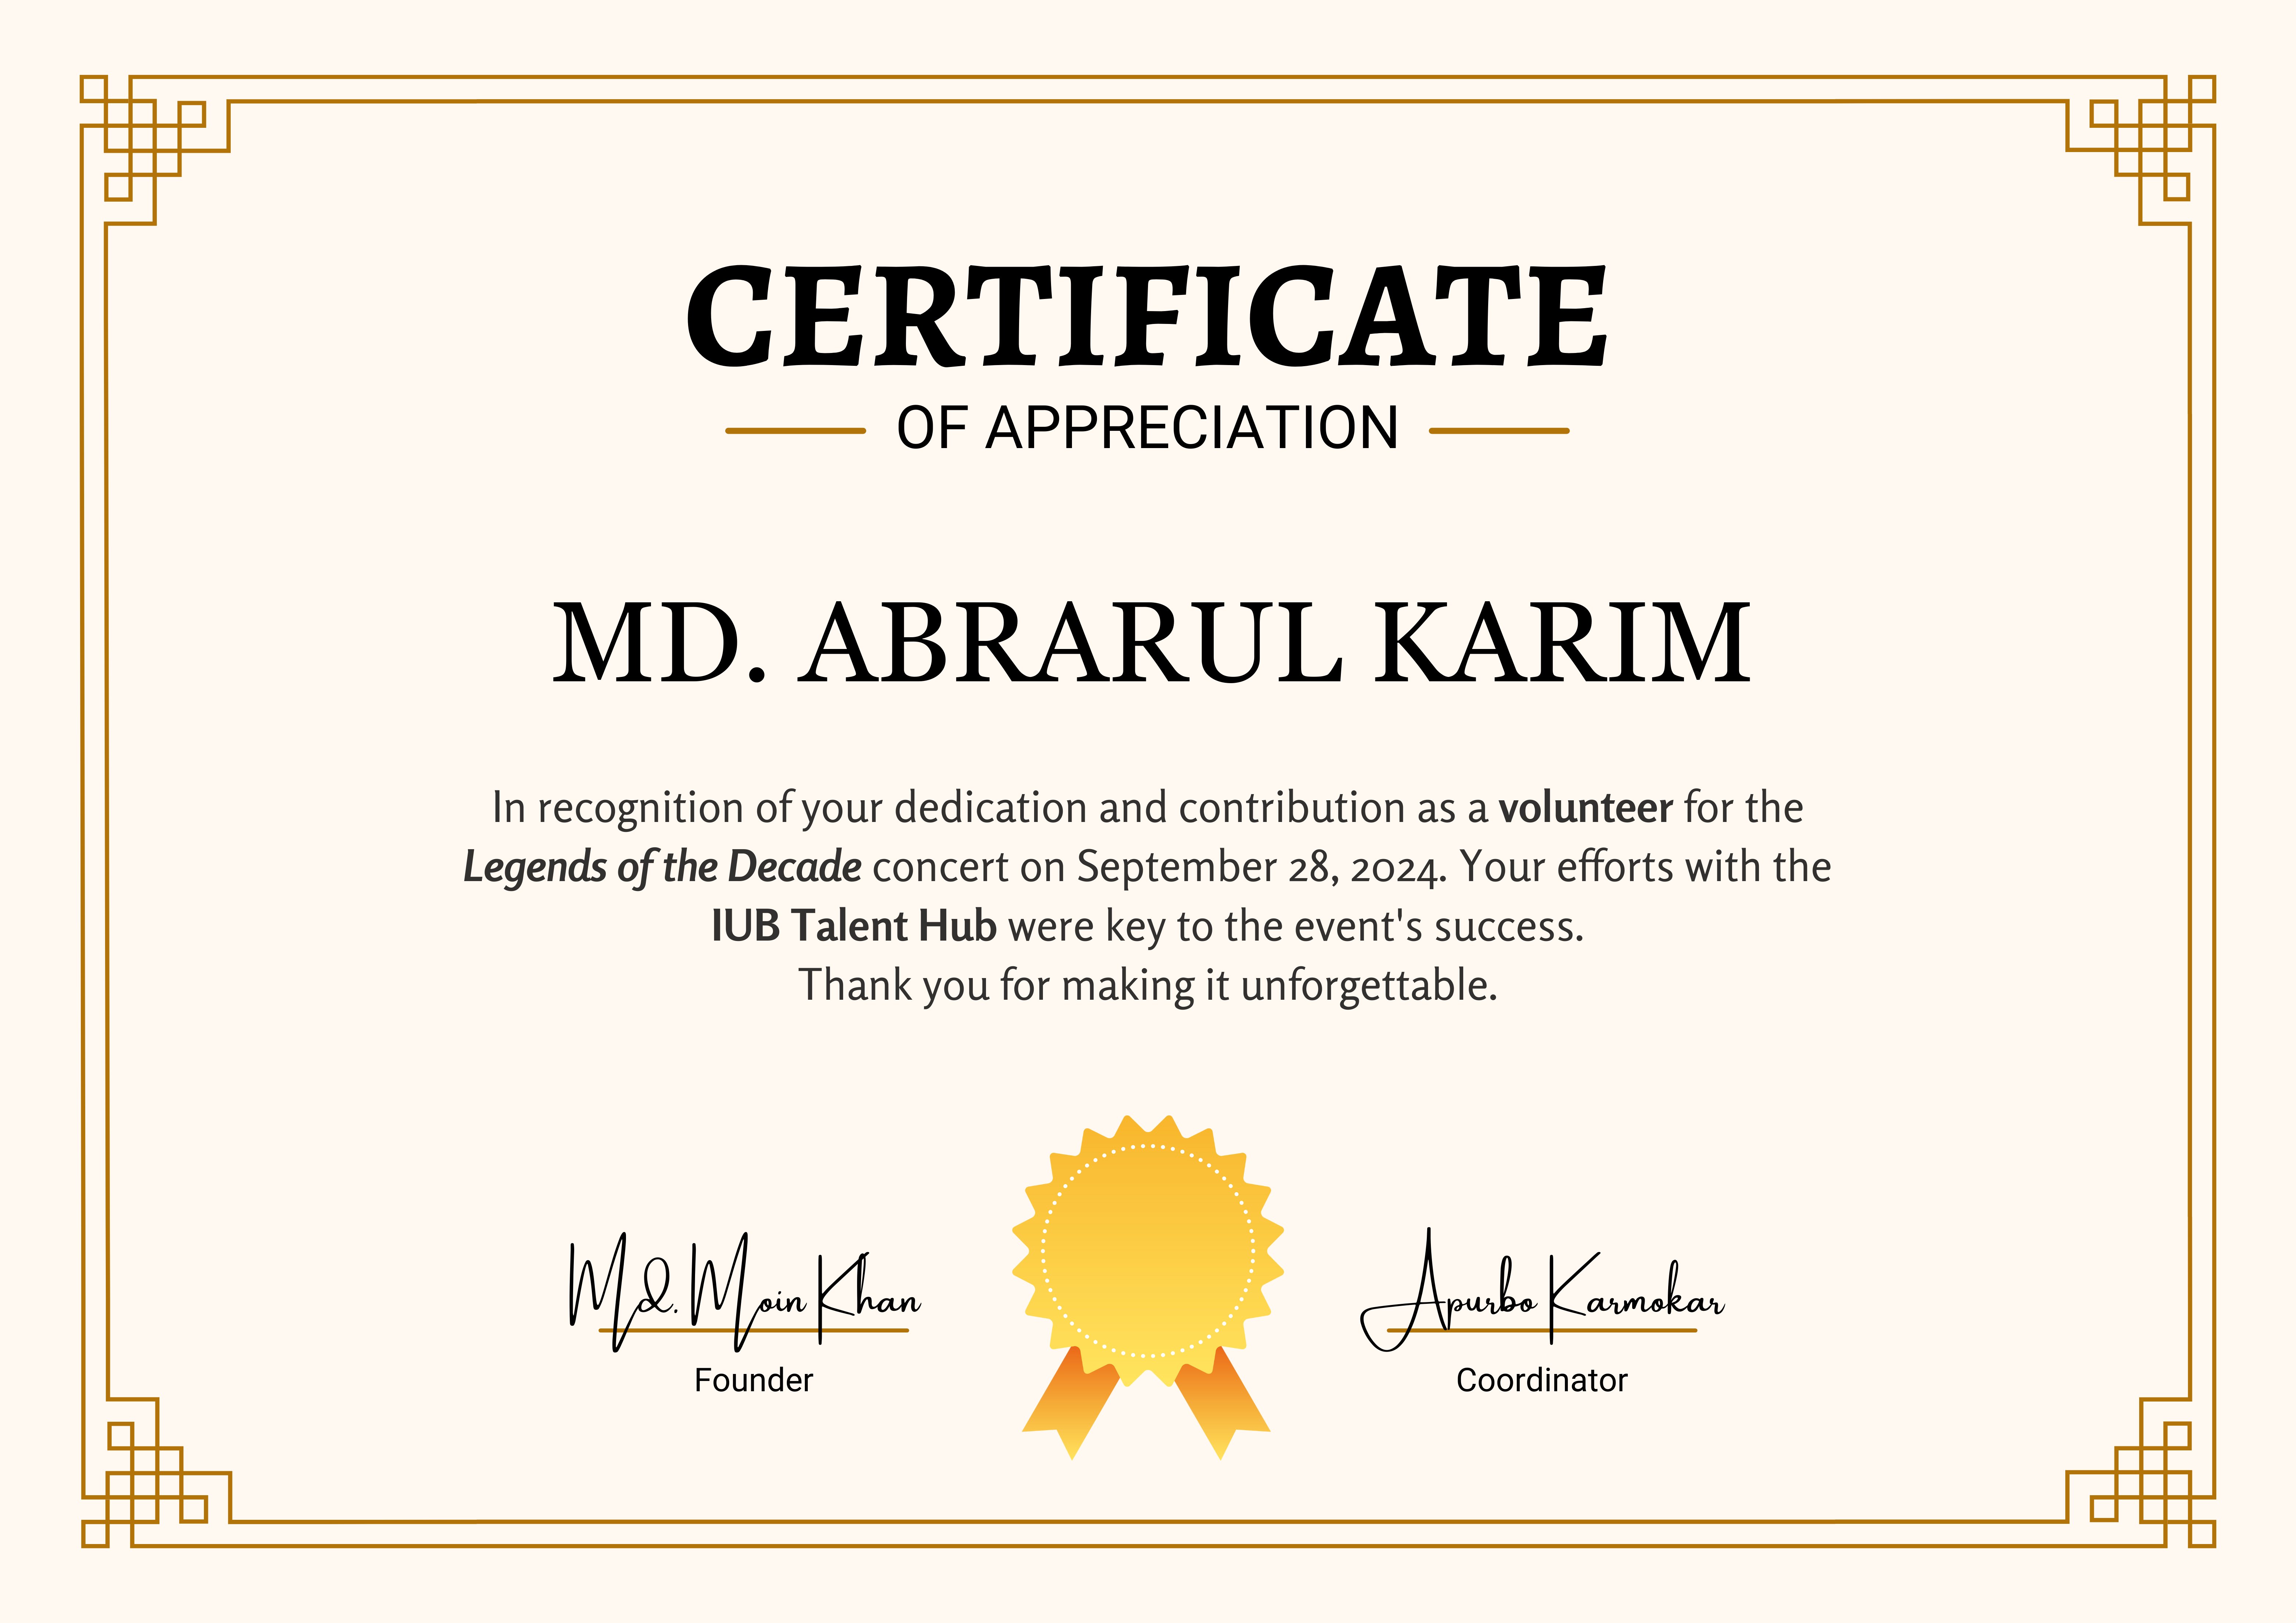 CERTIFICATE
OF APPRECIATION
MD. ABRARUL KARIM
In recognition of your dedication and contribution as a volunteer for the
Legends of the Decade concert on September 28, 2024. Your efforts with the
IUB Talent Hub were key to the event's success.
Thank you for making it unforgettable.
Md. Moin Khan
Founder
Apurbo Karmokar
Coordinator